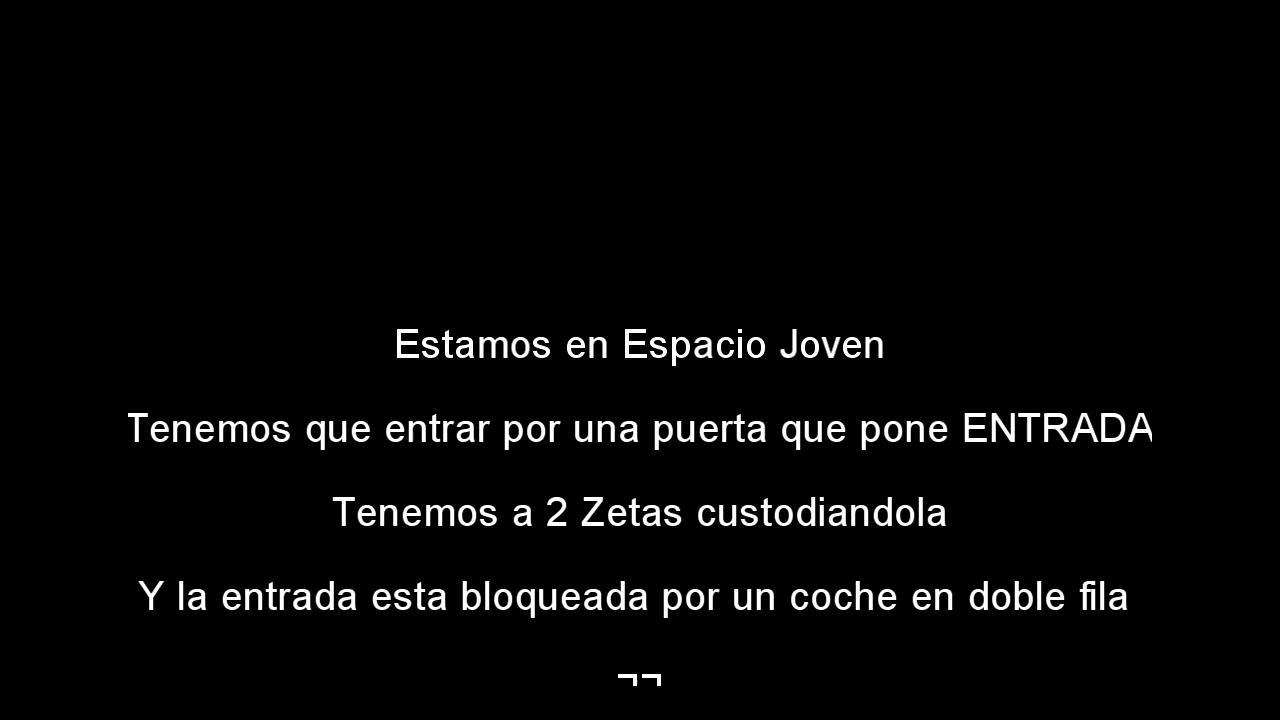 Estamos en Espacio Joven
Tenemos que entrar por una puerta que pone ENTRADA
Tenemos a 2 Zetas custodiandola
Y la entrada esta bloqueada por un coche en doble fila
¬¬